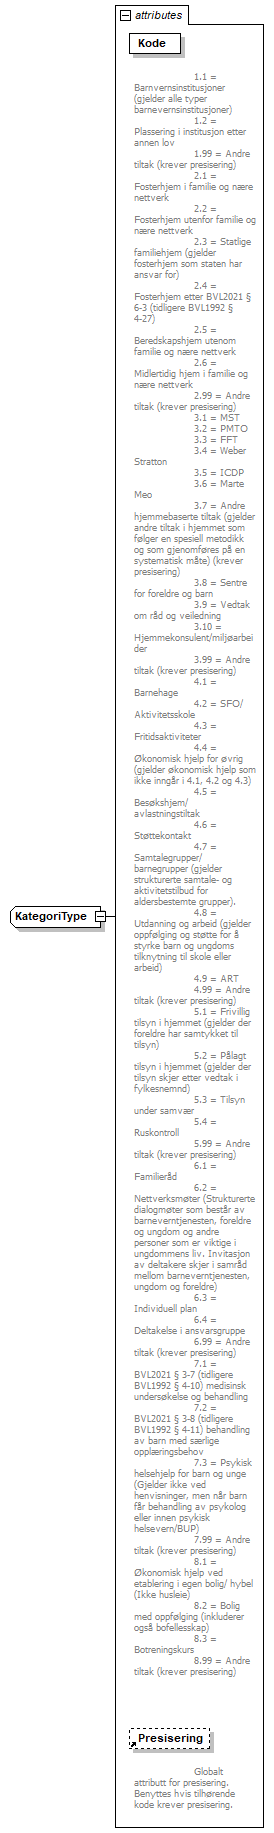 attributes
Kode
1.1 =
Barnvernsinstitusjoner
(gjelder alle typer
barnevernsinstitusjoner)
1.2 =
Plassering i institusjon etter
annen lov
1.99 = Andre
tiltak (krever presisering)
2.1 =
Fosterhjem i familie og nære
nettverk
2.2 =
Fosterhjem utenfor familie og
nære nettverk
2.3 = Statlige
familiehjem (gjelder
fosterhjem som staten har
ansvar for)
2.4 =
Fosterhjem etter BVL2021 §
6-3 (tidligere BVL1992 §
4-27)
2.5 =
Beredskapshjem utenom
familie og nære nettverk
2.6 =
Midlertidig hjem i familie og
nære nettverk
2.99 = Andre
tiltak (krever presisering)
3.1 = MST
3.2 = PMTO
3.3 = FFT
3.4 = Weber
Stratton
3.5 = ICDP
3.6 = Marte
Meo
3.7 = Andre
hjemmebaserte tiltak (gjelder
andre tiltak i hjemmet som
følger en spesiell metodikk
og som gjenomføres på en
systematisk måte) (krever
presisering)
3.8 = Sentre
for foreldre og barn
3.9 = Vedtak
om råd og veiledning
3.10 =
Hjemmekonsulent/miljøarbei
der
3.99 = Andre
tiltak (krever presisering)
4.1 =
Barnehage
4.2 = SFO/
Aktivitetsskole
4.3 =
Fritidsaktiviteter
4.4 =
Økonomisk hjelp for øvrig
(gjelder økonomisk hjelp som
ikke inngår i 4.1, 4.2 og 4.3)
4.5 =
Besøkshjem/
avlastningstiltak
4.6 =
Støttekontakt
4.7 =
Samtalegrupper/
barnegrupper (gjelder
strukturerte samtale- og
aktivitetstilbud for
aldersbestemte grupper).
4.8 =
Utdanning og arbeid (gjelder
oppfølging og støtte for å
styrke barn og ungdoms
tilknytning til skole eller
arbeid)
4.9 = ART
4.99 = Andre
tiltak (krever presisering)
5.1 = Frivillig
tilsyn i hjemmet (gjelder der
foreldre har samtykket til
tilsyn)
5.2 = Pålagt
tilsyn i hjemmet (gjelder der
tilsyn skjer etter vedtak i
fylkesnemnd)
5.3 = Tilsyn
under samvær
5.4 =
Ruskontroll
5.99 = Andre
tiltak (krever presisering)
6.1 =
Familieråd
6.2 =
Nettverksmøter (Strukturerte
dialogmøter som består av
barneverntjenesten, foreldre
og ungdom og andre
personer som er viktige i
ungdommens liv. Invitasjon
av deltakere skjer i samråd
mellom barneverntjenesten,
ungdom og foreldre)
6.3 =
Individuell plan
6.4 =
Deltakelse i ansvarsgruppe
6.99 = Andre
tiltak (krever presisering)
7.1 =
BVL2021 § 3-7 (tidligere
BVL1992 § 4-10) medisinsk
undersøkelse og behandling
7.2 =
BVL2021 § 3-8 (tidligere
BVL1992 § 4-11) behandling
av barn med særlige
opplæringsbehov
7.3 = Psykisk
helsehjelp for barn og unge
(Gjelder ikke ved
henvisninger, men når barn
får behandling av psykolog
eller innen psykisk
helsevern/BUP)
7.99 = Andre
tiltak (krever presisering)
8.1 =
Økonomisk hjelp ved
etablering i egen bolig/ hybel
(Ikke husleie)
8.2 = Bolig
med oppfølging (inkluderer
også bofellesskap)
8.3 =
Botreningskurs
8.99 = Andre
tiltak (krever presisering)
KategoriType
Presisering
Globalt
attributt for presisering.
Benyttes hvis tilhørende
kode krever presisering.